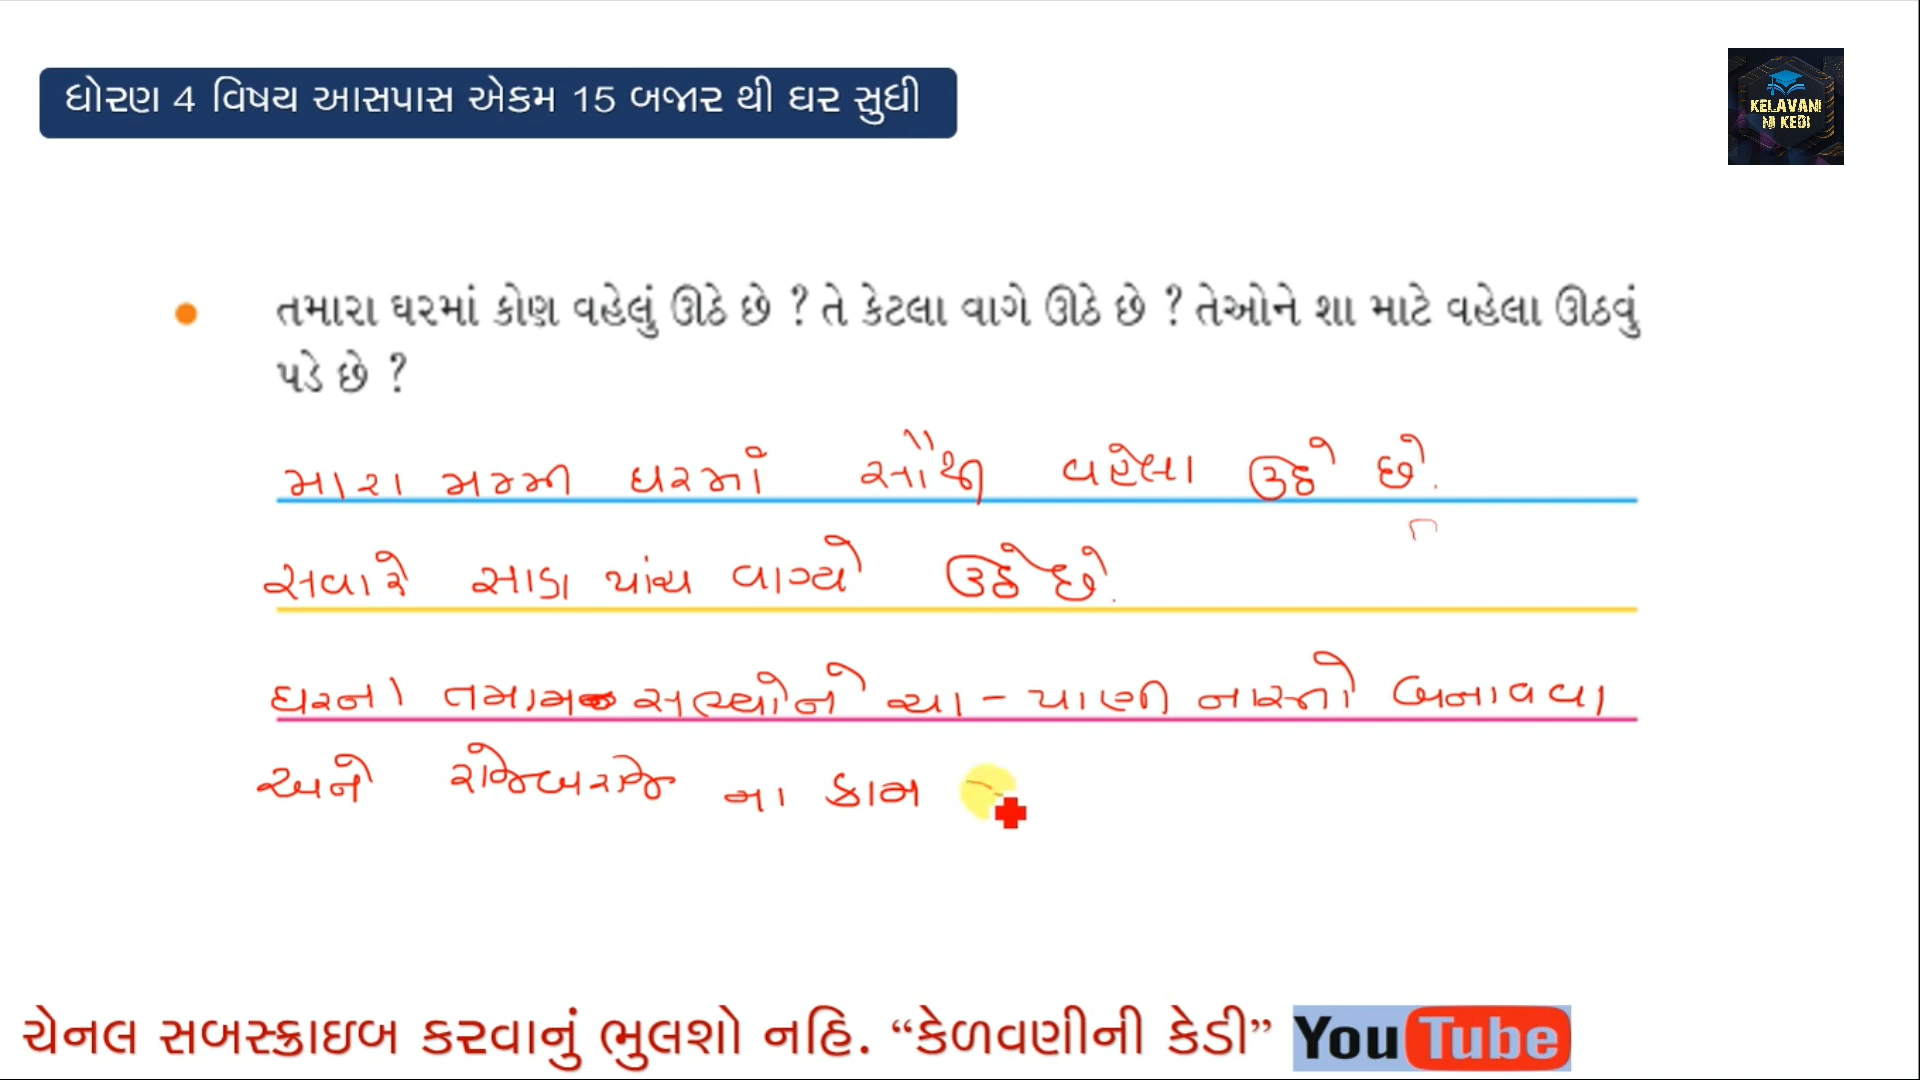 ધોરણ 4 વિષય આસપાસ એકમ 15 બજાર થી ઘર સુધી
KELAVANI
NI KEDI
તમારા ઘરમાં કોણ વહેલું ઊઠે છે ? તે કેટલા વાગે ઊઠે છે ? તેઓને શા માટે વહેલા ઊઠવું
પડે છે ?
મારા મમ્મી ઘરમાં સૌથી વહેલા ઉઠે છે.
સવારે સાડા પાંચ વાગ્યે ઉઠે છે.
ઘરના તમામ સભ્યોને ચા - પાણી નાસ્તો બનાવવા
અને રોજબરોજ ના કામ
ચેનલ સબસ્ક્રાઇબ કરવાનું ભુલશો નહિ. “કેળવણીની કેડી” YouTube